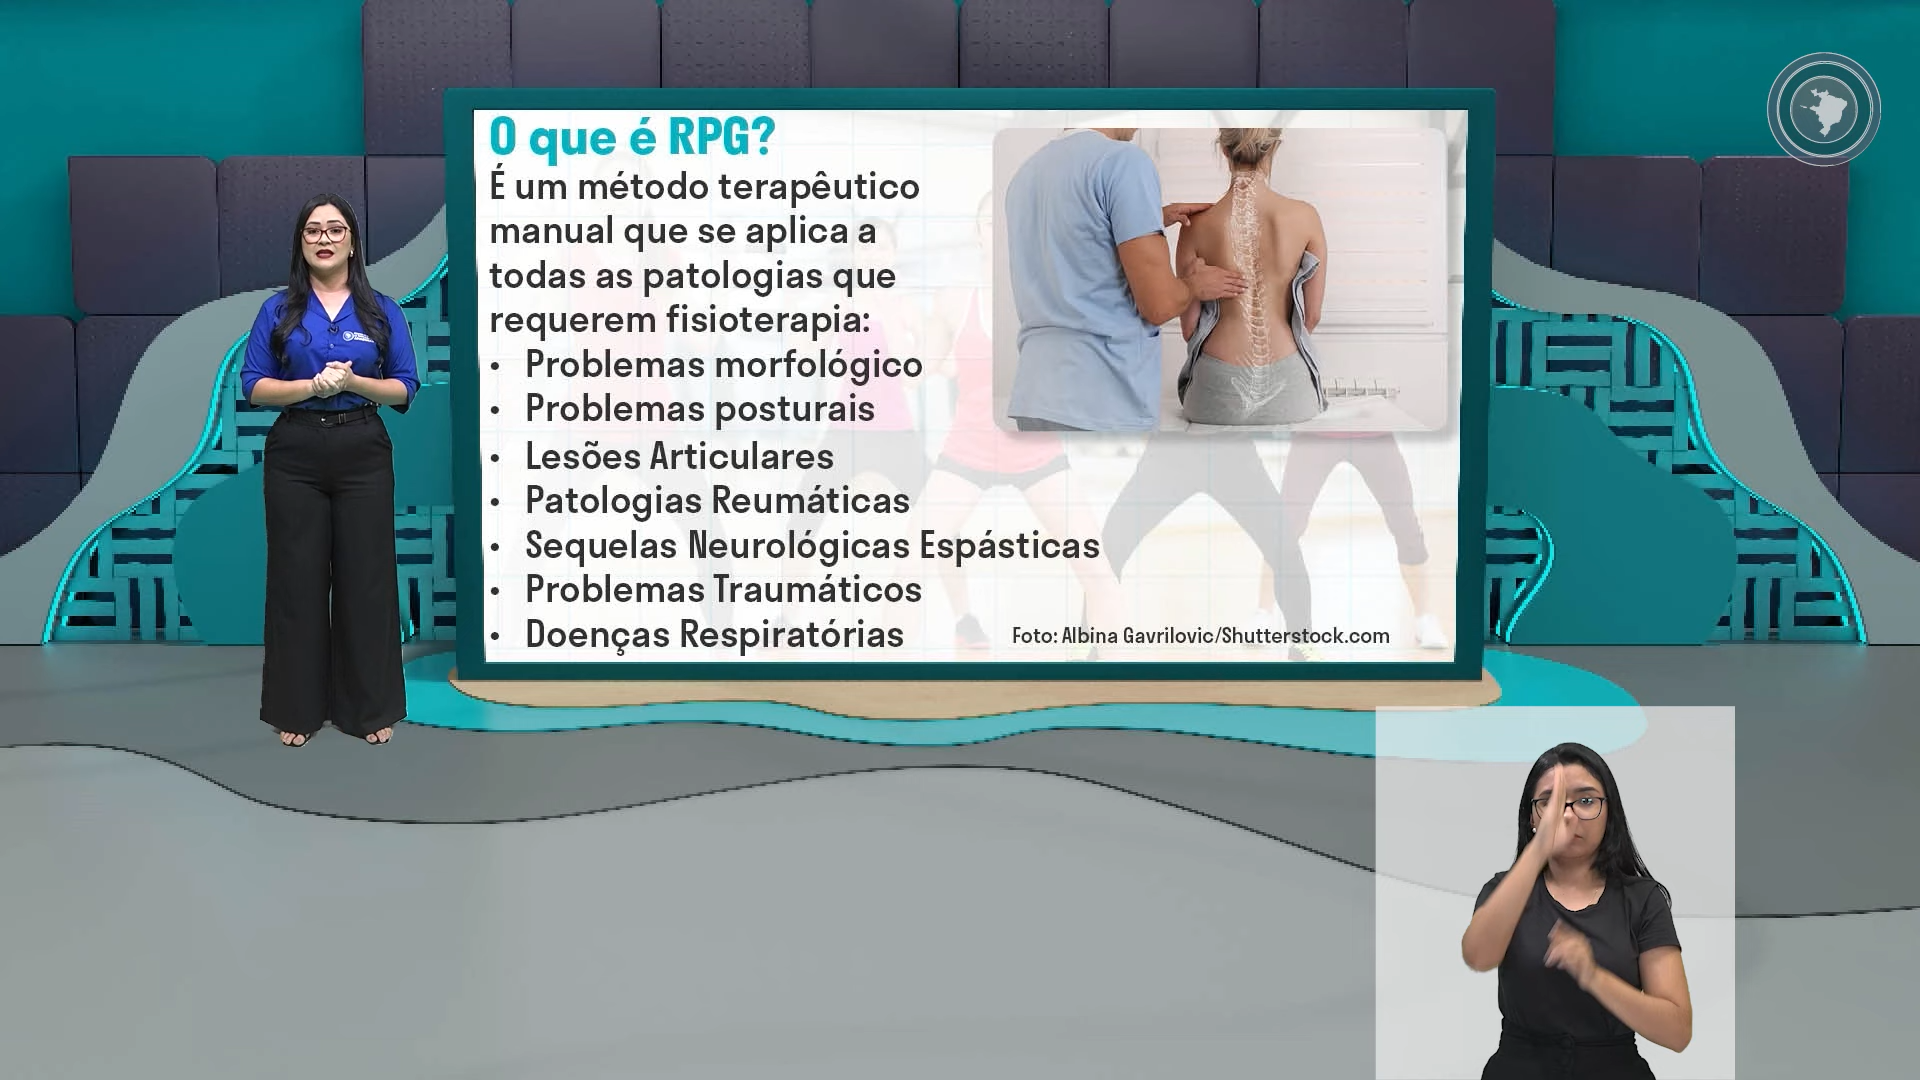 O que é RPG?
É um método terapêutico
manual que se aplica a
todas as patologias que
requerem fisioterapia:
• Problemas morfológico
• Problemas posturais
• Lesões Articulares
• Patologias Reumáticas
• Sequelas Neurológicas Espásticas
• Problemas Traumáticos
• Doenças Respiratórias
Foto: Albina Gavrilovic/Shutterstock.com